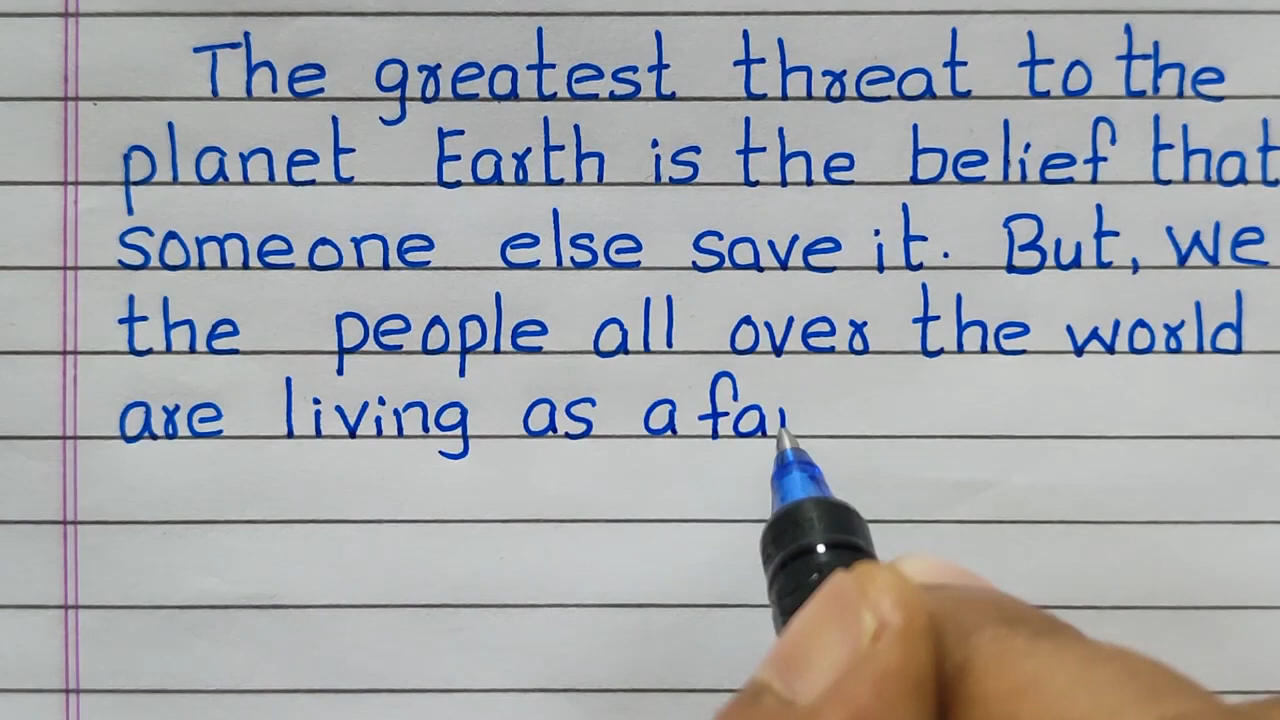 The greatest threat to the
planet Earth is the belief that
someone else save it. But, we
the people all over the world
are living as a fa